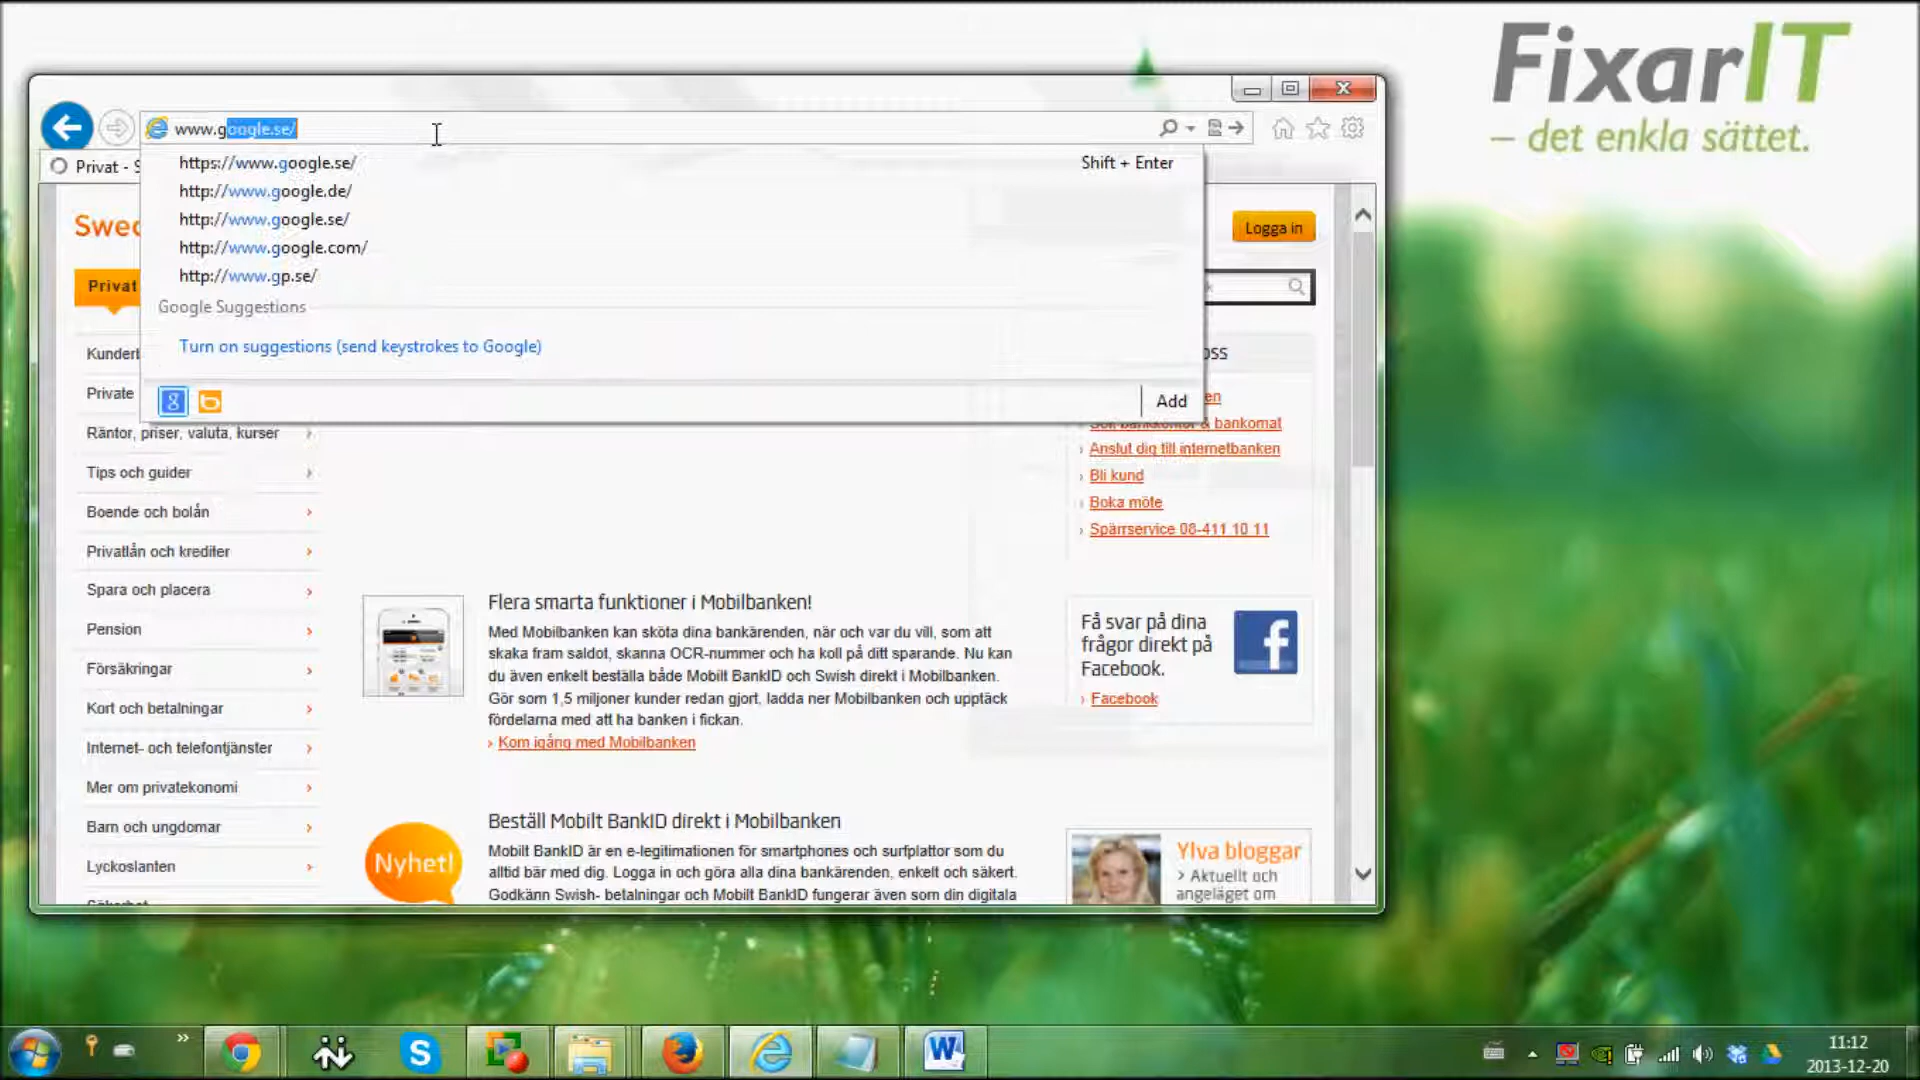 FixarIT
– det enkla sättet.
www.google.se/
Privat - S
https://www.google.se/
Shift + Enter
http://www.google.de/
http://www.google.se/
http://www.google.com/
http://www.gp.se/
Google Suggestions
Turn on suggestions (send keystrokes to Google)
Add
Swed
Logga in
Privat
k
oss
Kundert
Private
Räntor, priser, valuta, kurser
Tips och guider
Boende och bolån
Privatlån och krediter
Spara och placera
Pension
Försäkringar
Kort och betalningar
Internet- och telefontjänster
Mer om privatekonomi
Barn och ungdomar
Lyckoslanten
Säkerhet
en
Sök bankkontor & bankomat
Anslut dig till internetbanken
Bli kund
Boka möte
Spärrservice 08-411 10 11
Flera smarta funktioner i Mobilbanken!
Med Mobilbanken kan sköta dina bankärenden, när och var du vill, som att
skaka fram saldot, skanna OCR-nummer och ha koll på ditt sparande. Nu kan
du även enkelt beställa både Mobilt BankID och Swish direkt i Mobilbanken.
Gör som 1,5 miljoner kunder redan gjort, ladda ner Mobilbanken och upptäck
fördelarna med att ha banken i fickan.
› Kom igång med Mobilbanken
Få svar på dina
frågor direkt på
Facebook.
› Facebook
Nyhet!
Beställ Mobilt BankID direkt i Mobilbanken
Mobilt BankID är en e-legitimation för smartphones och surfplattor som du
alltid bär med dig. Logga in och göra alla dina bankärenden, enkelt och säkert.
Godkänn Swish- betalningar och Mobilt BankID fungerar även som din digitala
Ylva bloggar
> Aktuellt och
angeläget om
11:12
2013-12-20